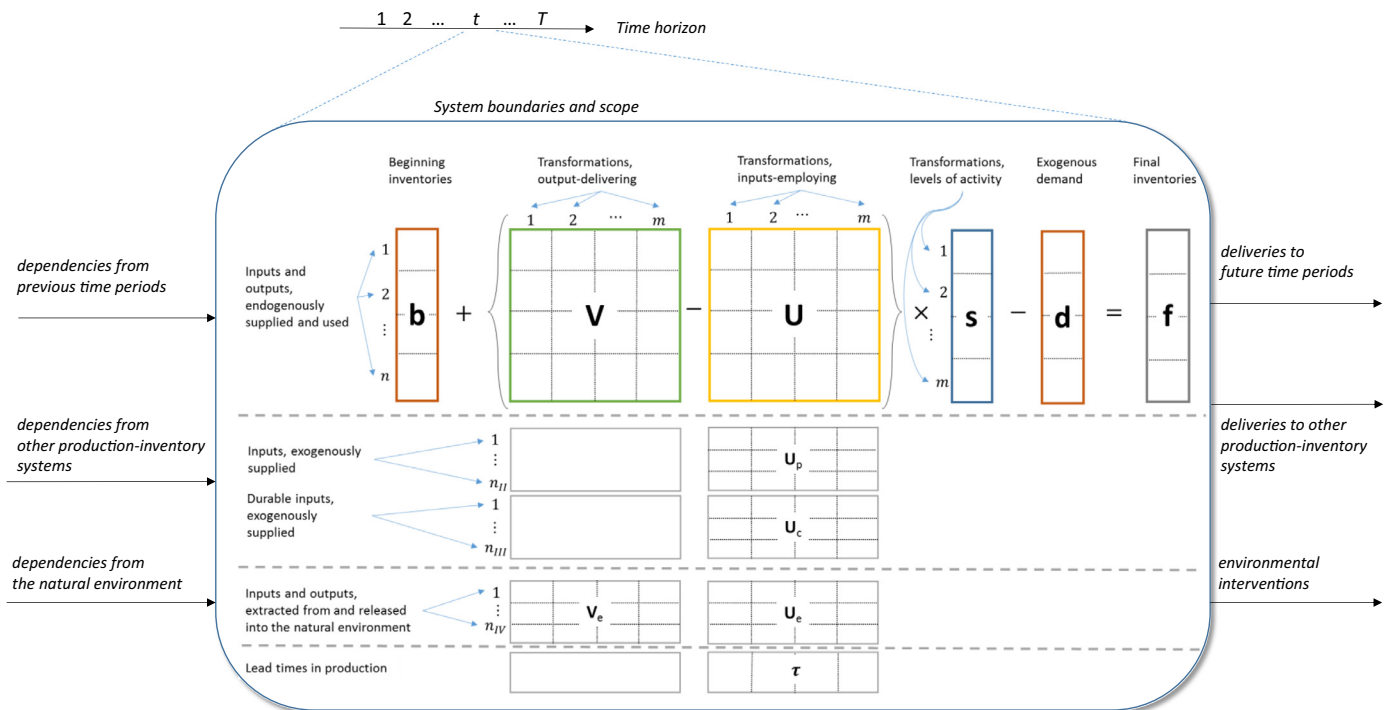 1 2 ... t ... T
Time horizon
System boundaries and scope
Beginning
inventories
Transformations,
output-delivering
Transformations,
inputs-employing
Transformations,
levels of activity
Exogenous
demand
Final
inventories
1 2 ⋯ m
1 2 ⋯ m
dependencies from
previous time periods
Inputs and
outputs,
endogenously
supplied and used
1
2
⋮
n
b + { V − U } × s − d = f
1
2
⋮
m
deliveries to
future time periods
dependencies from
other production-inventory
systems
Inputs, exogenously
supplied
1
⋮
n_II
U_p
deliveries to other
production-inventory
systems
Durable inputs,
exogenously
supplied
1
⋮
n_III
U_c
dependencies from
the natural environment
Inputs and outputs,
extracted from and released
into the natural environment
1
⋮
n_IV
V_e
U_e
environmental
interventions
Lead times in production
τ